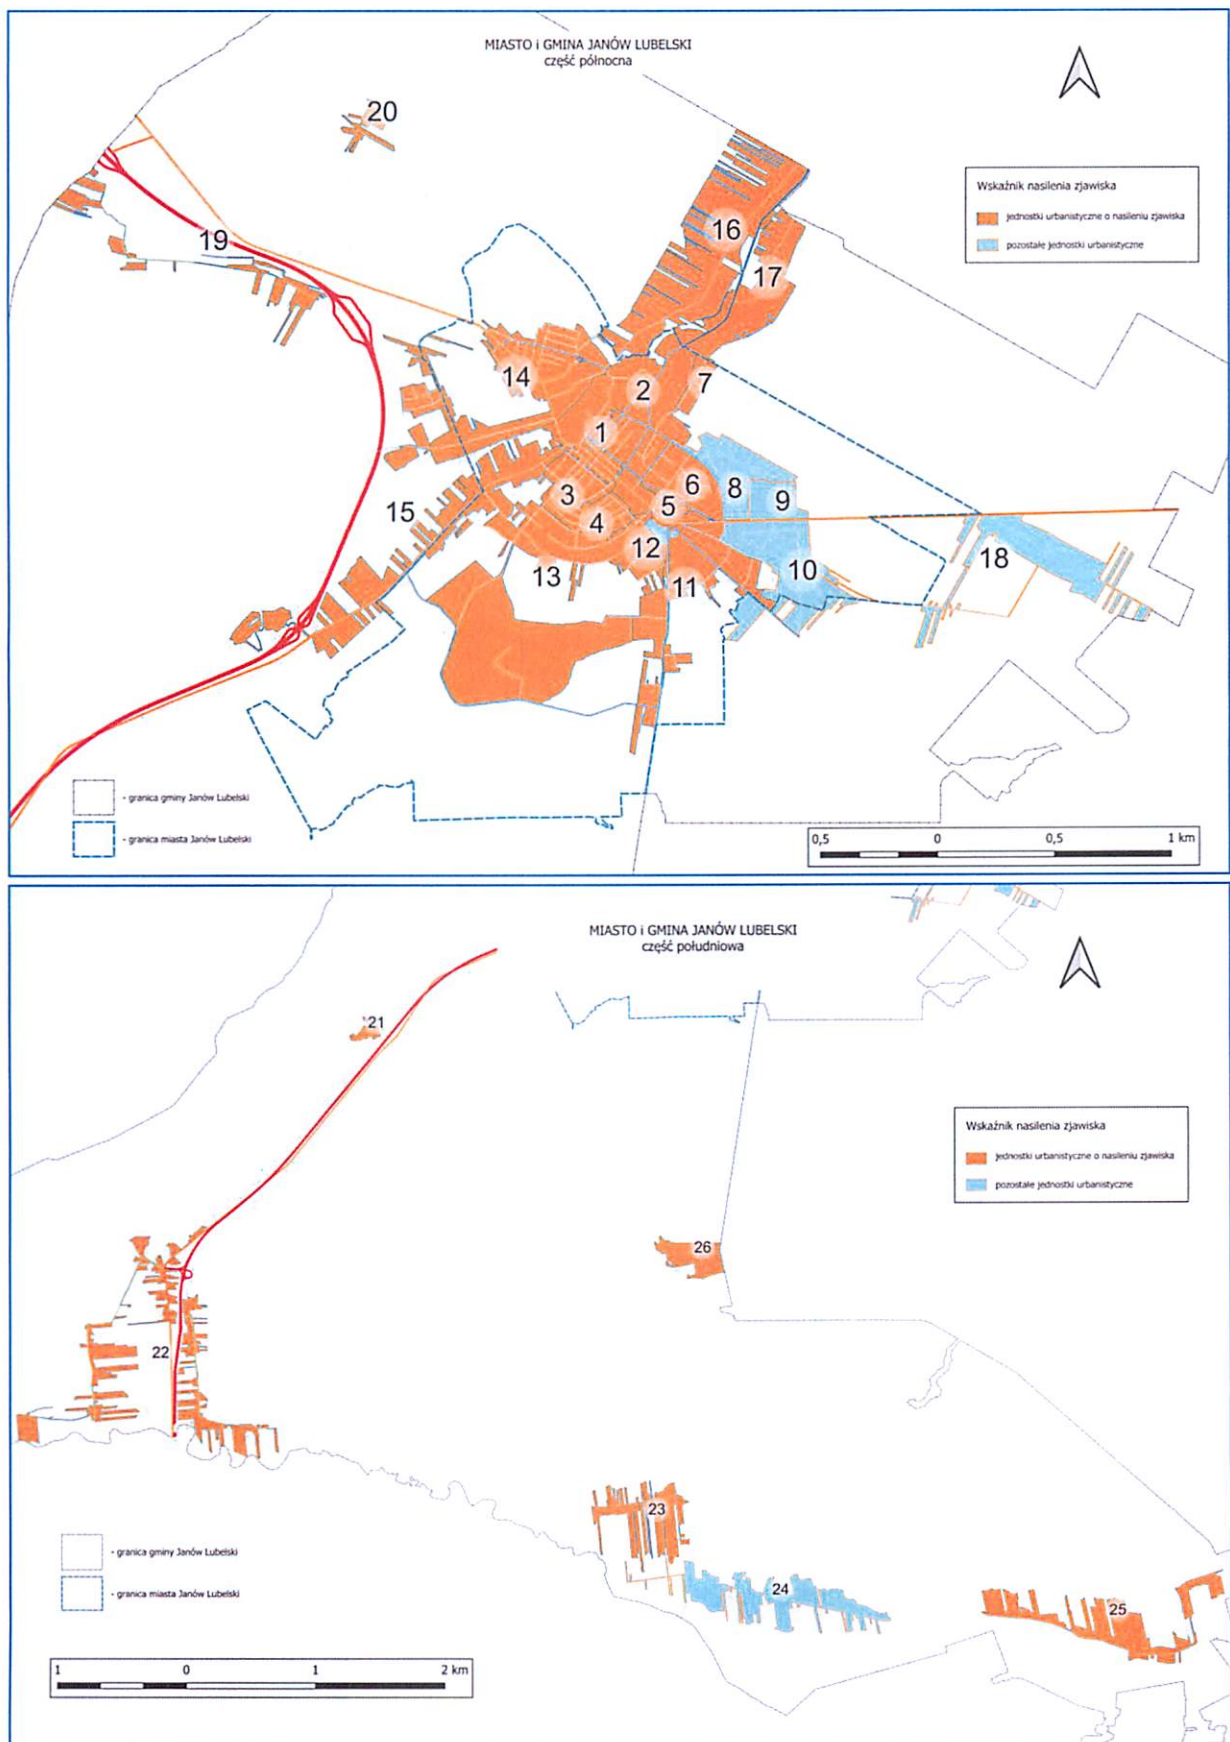 MIASTO i GMINA JANÓW LUBELSKI
część północna
20
Wskaźnik nasilenia zjawiska
jednostki urbanistyczne o nasileniu zjawiska
pozostałe jednostki urbanistyczne
16
19
17
14
2
7
1
3
6
8
9
15
4
5
12
13
11
10
18
- granica gminy Janów Lubelski
- granica miasta Janów Lubelski
0,5 0 0,5 1 km
MIASTO i GMINA JANÓW LUBELSKI
część południowa
21
Wskaźnik nasilenia zjawiska
jednostki urbanistyczne o nasileniu zjawiska
pozostałe jednostki urbanistyczne
26
22
23
24
25
- granica gminy Janów Lubelski
- granica miasta Janów Lubelski
1 0 1 2 km